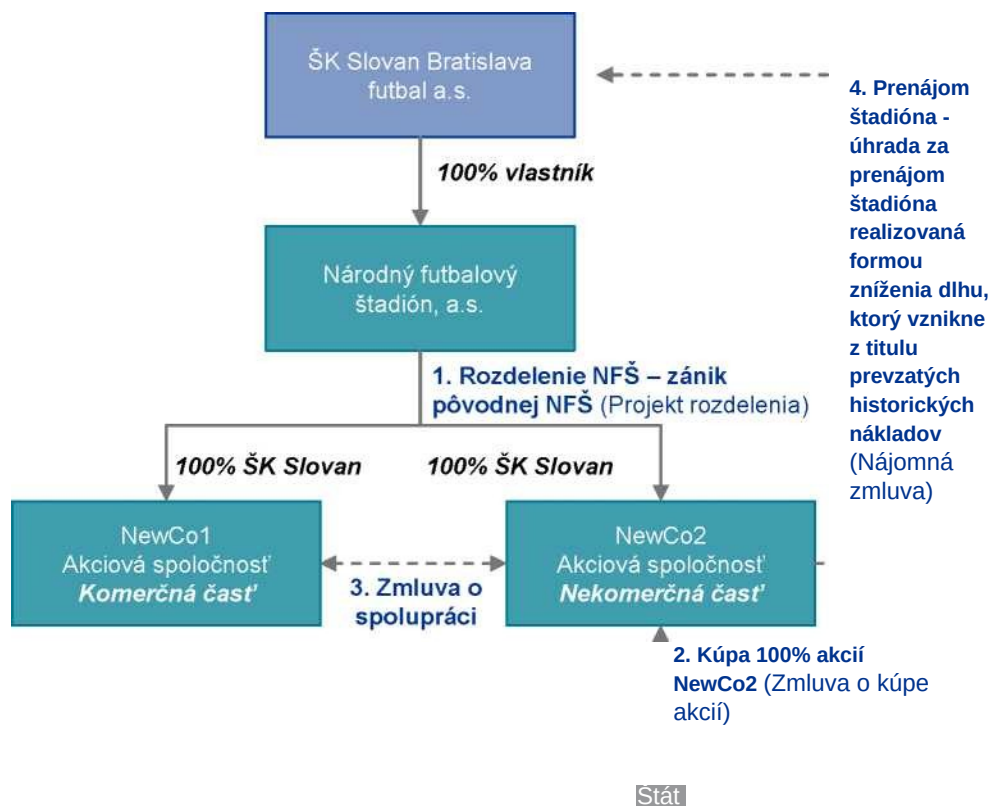 ŠK Slovan Bratislava
futbal a.s.
100% vlastník
Národný futbalový
štadión, a.s.
1. Rozdelenie NFŠ – zánik
pôvodnej NFŠ (Projekt rozdelenia)
100% ŠK Slovan
100% ŠK Slovan
NewCo1
Akciová spoločnosť
Komerčná časť
3. Zmluva o
spolupráci
NewCo2
Akciová spoločnosť
Nekomerčná časť
2. Kúpa 100% akcií
NewCo2 (Zmluva o kúpe
akcií)
Štát
4. Prenájom
štadióna -
úhrada za
prenájom
štadióna
realizovaná
formou
zníženia dlhu,
ktorý vznikne
z titulu
prevzatých
historických
nákladov
(Nájomná
zmluva)